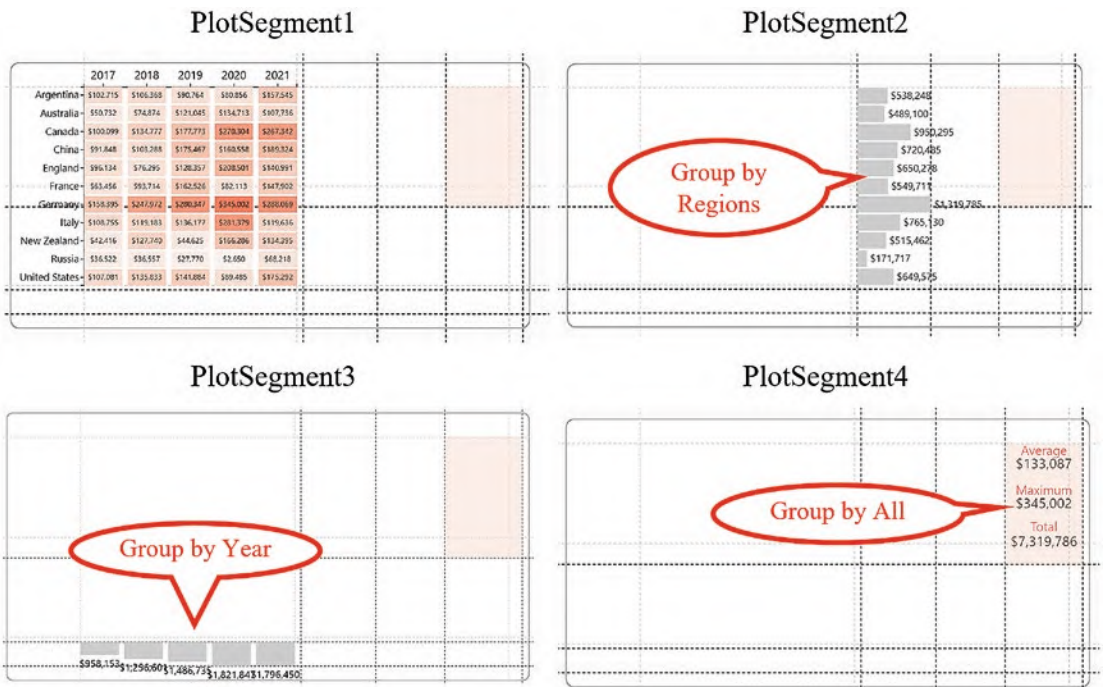 PlotSegment1
2017 2018 2019 2020 2021
Argentina $102,715 $106,368 $90,764 $80,856 $157,545
Australia $50,732 $74,874 $121,045 $134,713 $107,736
Canada $100,099 $134,777 $177,773 $270,304 $267,342
China $91,848 $103,288 $175,467 $160,558 $189,324
England $96,134 $76,295 $128,357 $208,501 $140,991
France $63,456 $93,714 $162,526 $82,113 $147,902
Germany $158,395 $247,972 $280,347 $345,002 $288,069
Italy $108,755 $119,183 $136,177 $281,379 $119,636
New Zealand $42,416 $127,740 $44,625 $166,286 $134,395
Russia $36,522 $36,557 $27,770 $2,650 $68,218
United States $107,081 $135,833 $141,884 $89,485 $175,292
PlotSegment2
$538,248
$489,100
$950,295
$720,485
$650,278
$549,711
$1,319,785
$765,130
$515,462
$171,717
$649,575
Group by
Regions
PlotSegment3
Group by Year
$958,153 $1,256,601 $1,486,735 $1,821,847 $1,796,450
PlotSegment4
Group by All
Average
$133,087
Maximum
$345,002
Total
$7,319,786